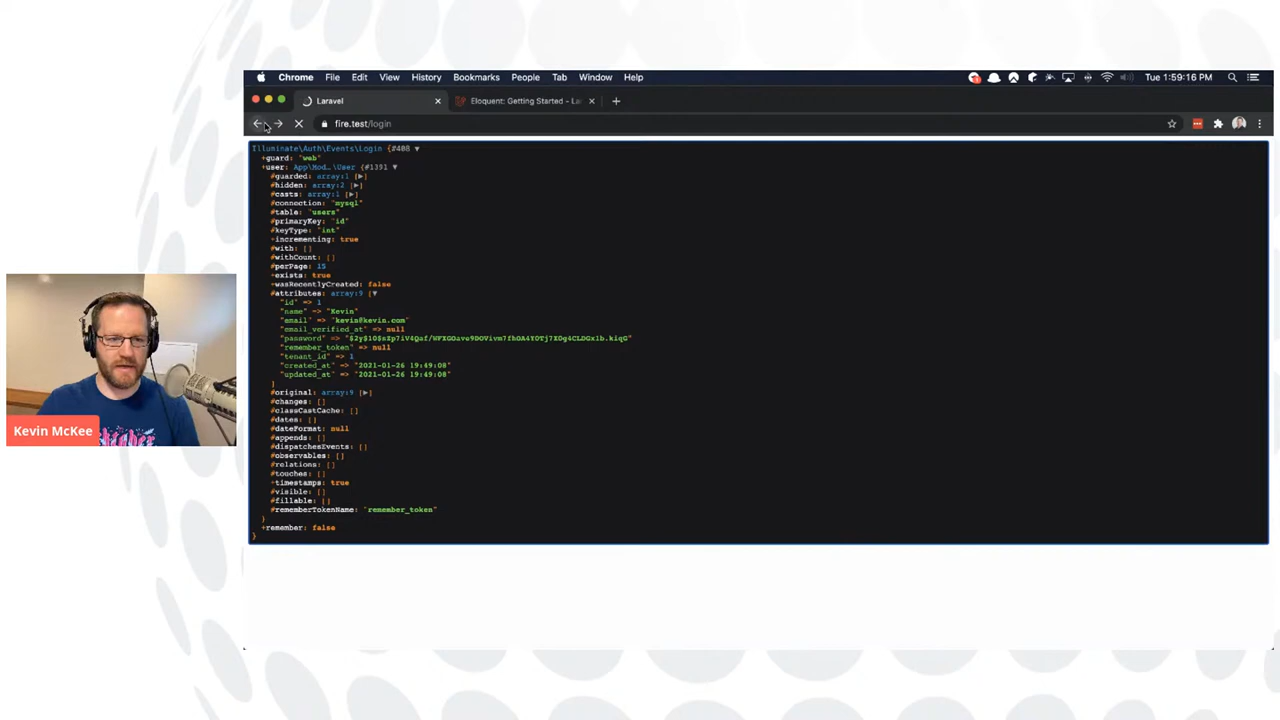 Chrome File Edit View History Bookmarks People Tab Window Help Tue 1:59:16 PM
Laravel Eloquent: Getting Started - La
fire.test/login
Illuminate\Auth\Events\Login {#408 ▼
+guard: "web"
+user: App\Mod…\User {#1391 ▼
#guarded: array:1 [▶]
#hidden: array:2 [▶]
#casts: array:1 [▶]
#connection: "mysql"
#table: "users"
#primaryKey: "id"
#keyType: "int"
+incrementing: true
#with: []
#withCount: []
#perPage: 15
+exists: true
+wasRecentlyCreated: false
#attributes: array:9 [▼
"id" => 1
"name" => "Kevin"
"email" => "kevin@kevin.com"
"email_verified_at" => null
"password" =>
"remember_token" => null
"tenant_id" => 1
"created_at" => "2021-01-26 19:49:08"
"updated_at" => "2021-01-26 19:49:08"
]
#original: array:9 [▶]
#changes: []
#classCastCache: []
#dates: []
#dateFormat: null
#appends: []
#dispatchesEvents: []
#observables: []
#relations: []
#touches: []
+timestamps: true
#visible: []
#fillable: []
#rememberTokenName: "remember_token"
}
+remember: false
}
Kevin McKee